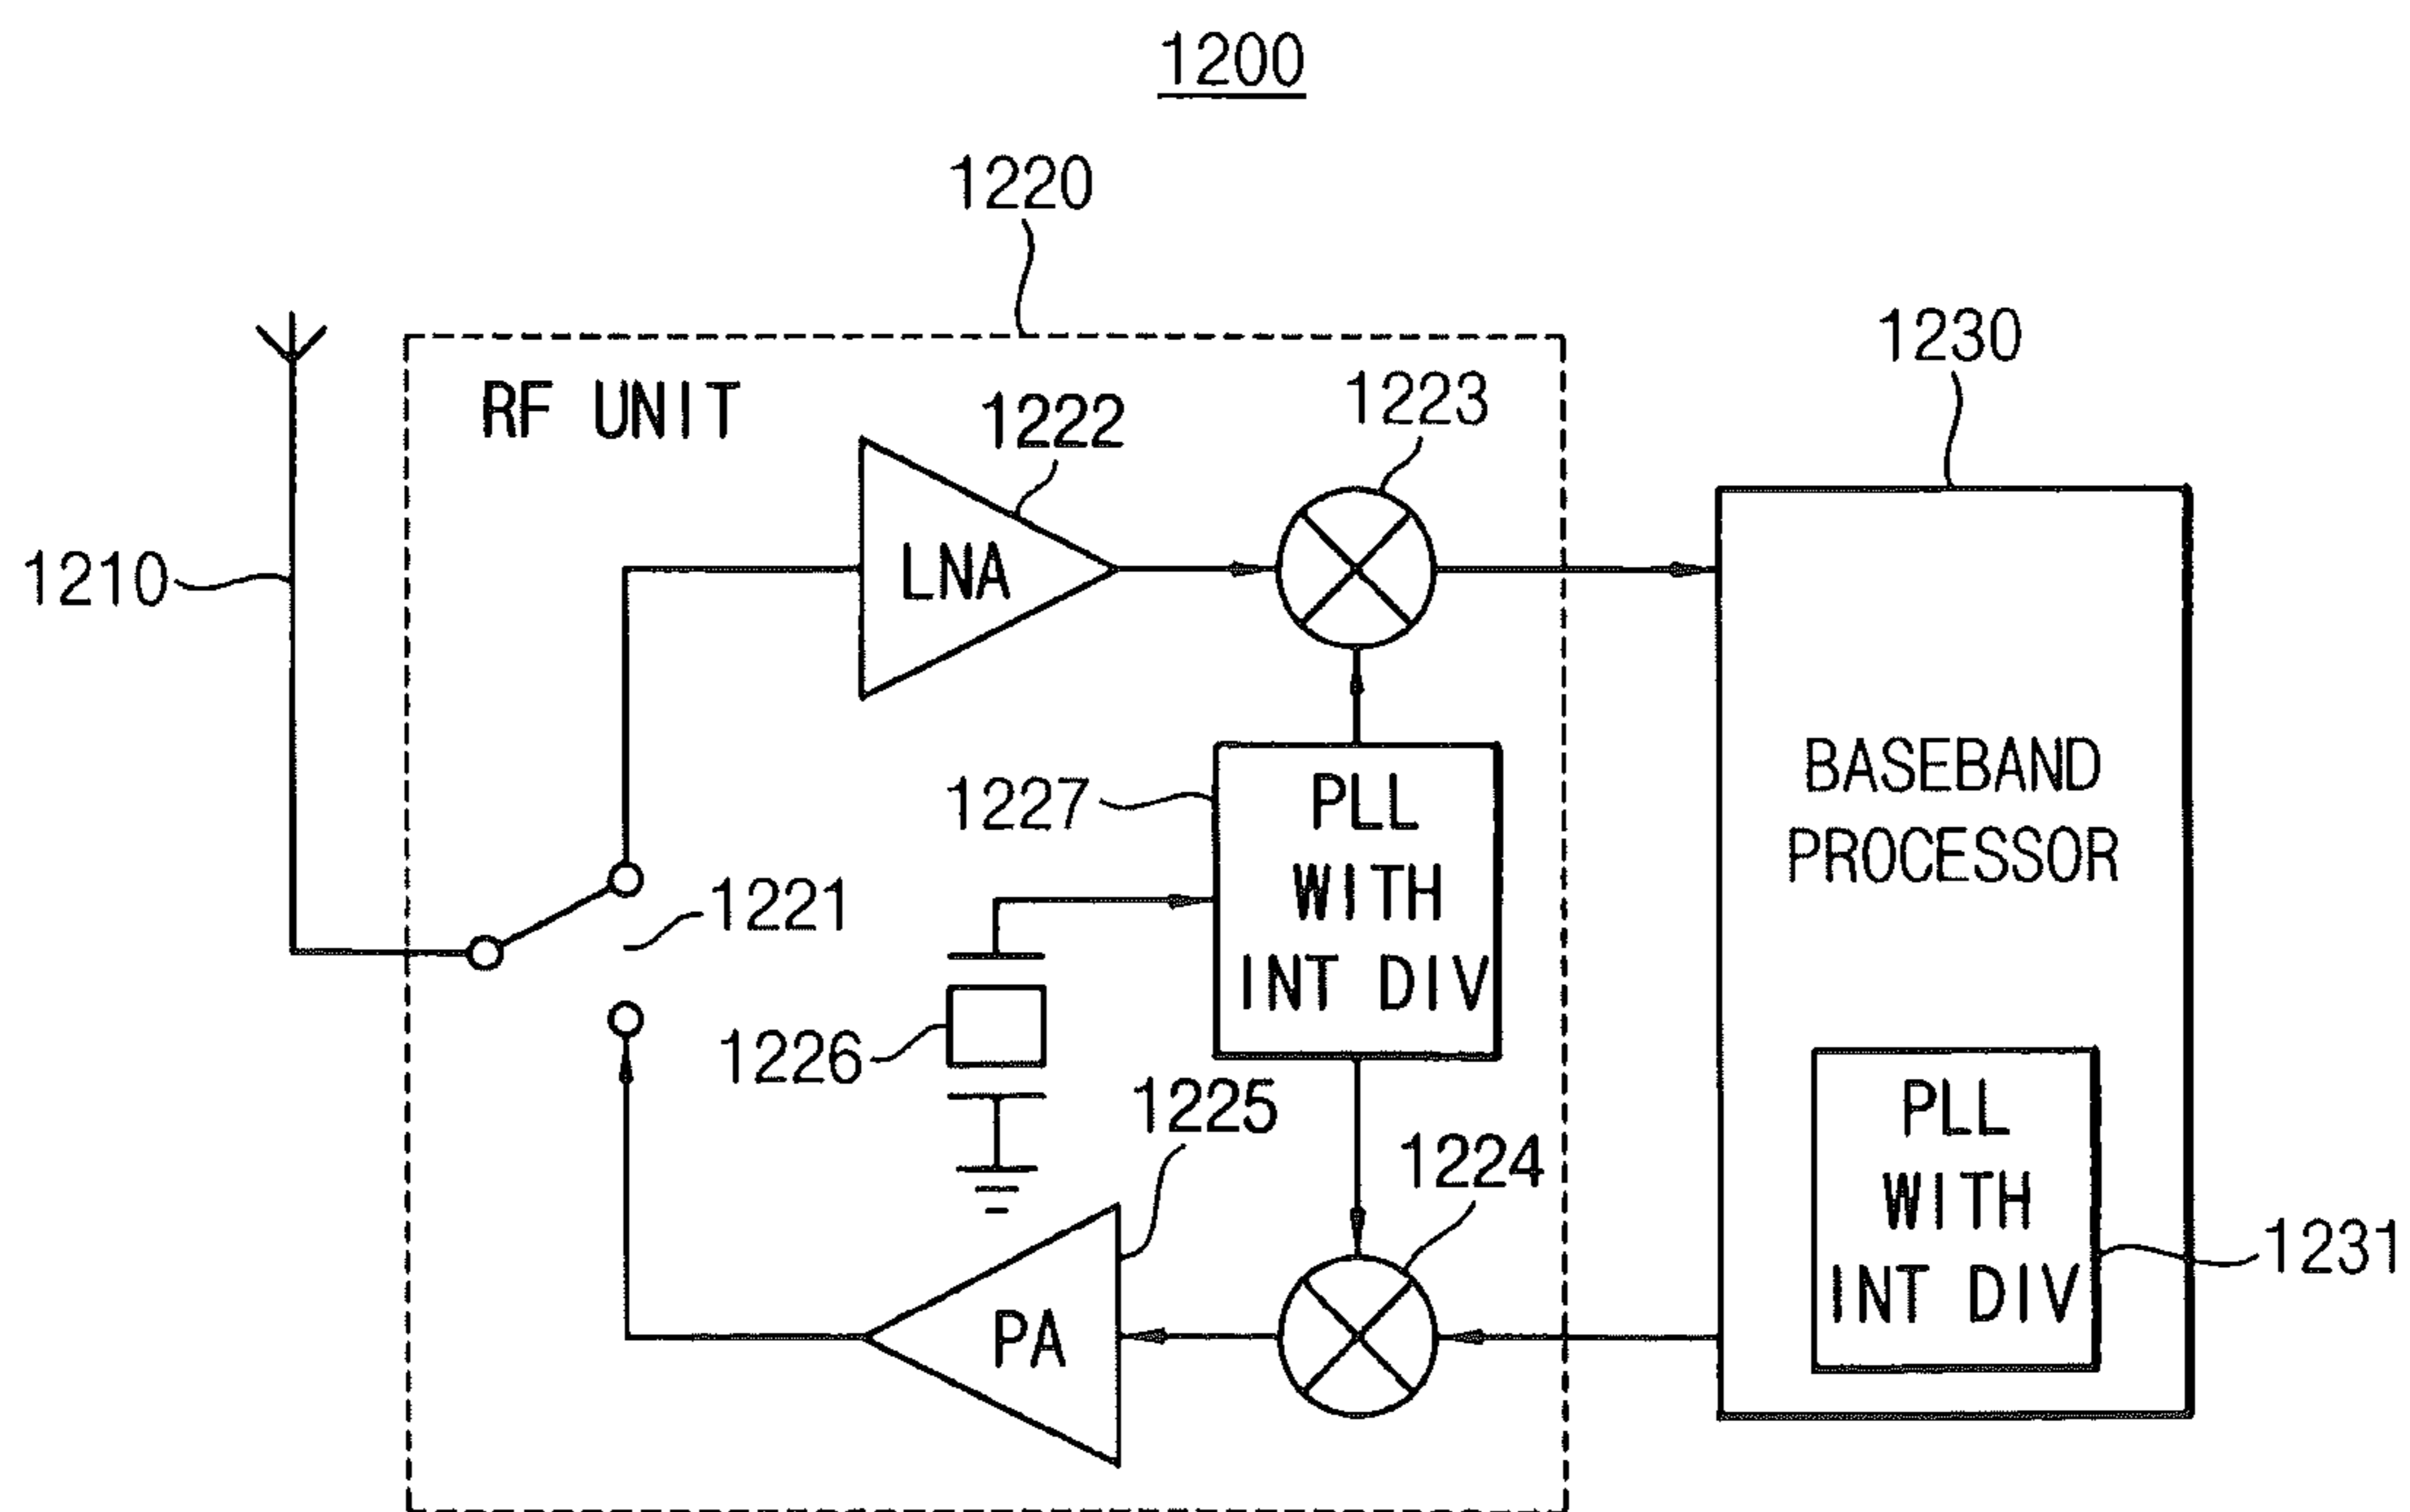 1200
1220
1230
RF UNIT
1222
1223
1210
LNA
1227
PLL
WITH
INT DIV
BASEBAND
PROCESSOR
1221
1226
1225
1224
PLL
WITH
INT DIV
1231
PA